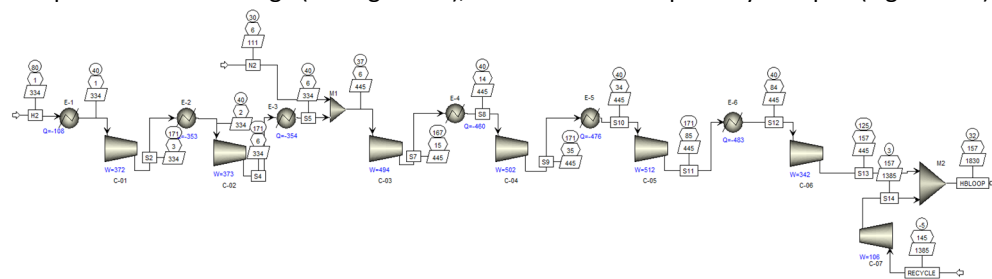 30
6
111
N2
80
1
334
H2
E-1
Q=-108
40
1
334
W=372
C-01
S2
171
3
334
E-2
Q=-353
40
2
334
W=373
C-02
171
6
334
S4
E-3
Q=-354
40
6
334
S5
M1
37
6
445
W=494
C-03
S7
167
15
445
E-4
Q=-460
40
14
445
S8
W=502
C-04
S9
171
35
445
E-5
Q=-476
40
34
445
S10
W=512
C-05
S11
171
85
445
E-6
Q=-483
40
84
445
S12
W=342
C-06
125
157
445
S13
3
157
1385
S14
M2
32
157
1830
HBLOOP
W=106
C-07
-5
145
1385
RECYCLE